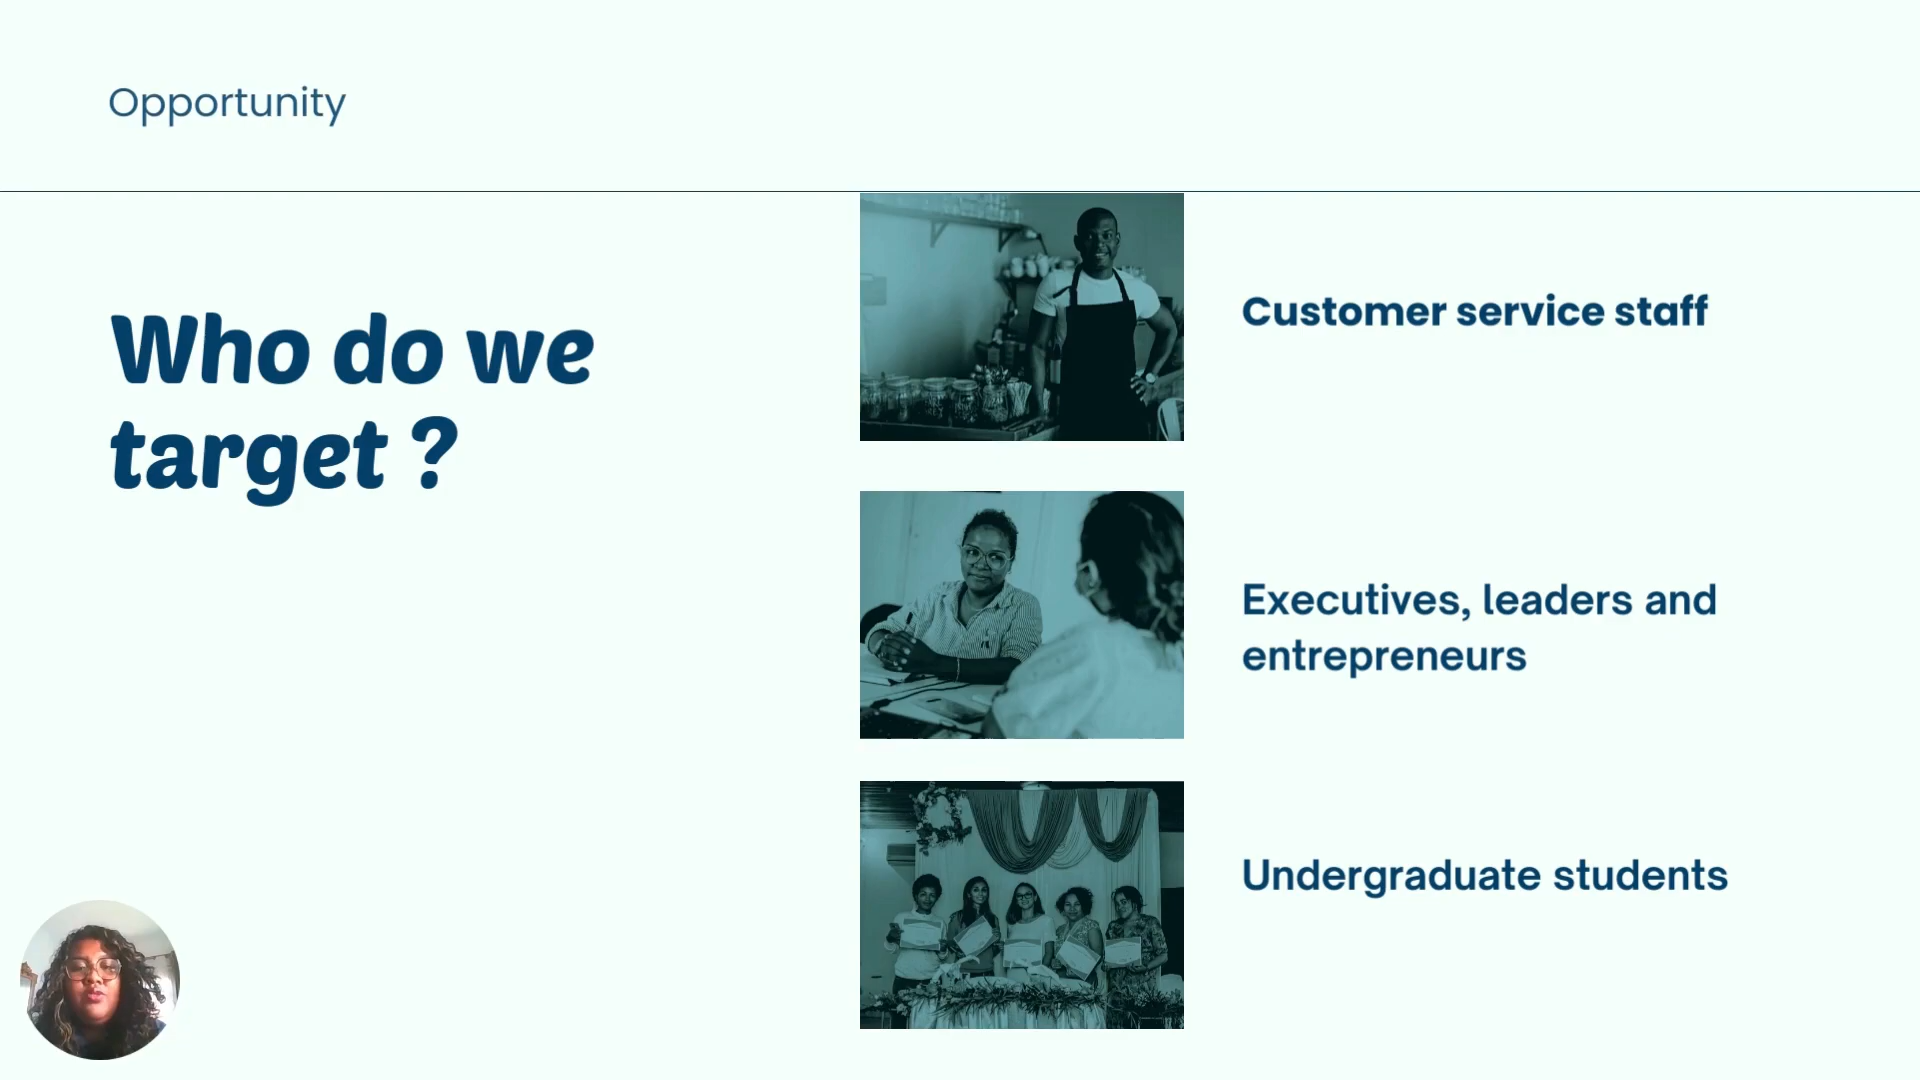 Opportunity
Who do we
target ?
Customer service staff
Executives, leaders and
entrepreneurs
Undergraduate students